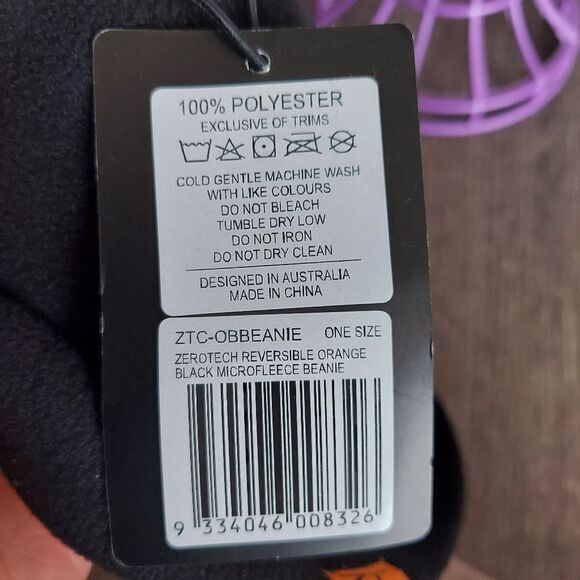 100% POLYESTER
EXCLUSIVE OF TRIMS
COLD GENTLE MACHINE WASH
WITH LIKE COLOURS
DO NOT BLEACH
TUMBLE DRY LOW
DO NOT IRON
DO NOT DRY CLEAN
DESIGNED IN AUSTRALIA
MADE IN CHINA
ZTC-OBBEANIE ONE SIZE
ZEROTECH REVERSIBLE ORANGE
BLACK MICROFLEECE BEANIE
9 334046 008326